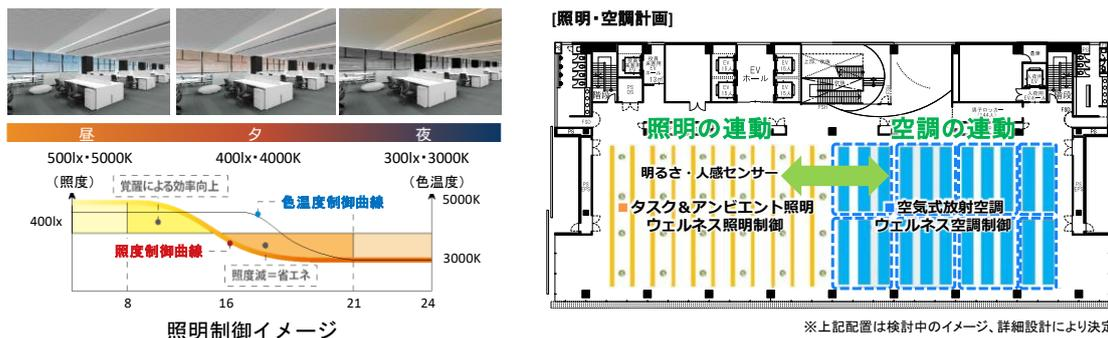 昼
夕
夜
500lx・5000K
400lx・4000K
300lx・3000K
（照度）
（色温度）
覚醒による効率向上
色温度制御曲線
5000K
400lx
照度制御曲線
照度減＝省エネ
3000K
8
16
21
24
照明制御イメージ
[照明・空調計画]
EV
ホール
階段
階段
照明の連動
空調の連動
明るさ・人感センサー
タスク＆アンビエント照明
ウェルネス照明制御
空気式放射空調
ウェルネス空調制御
※上記配置は検討中のイメージ、詳細設計により決定